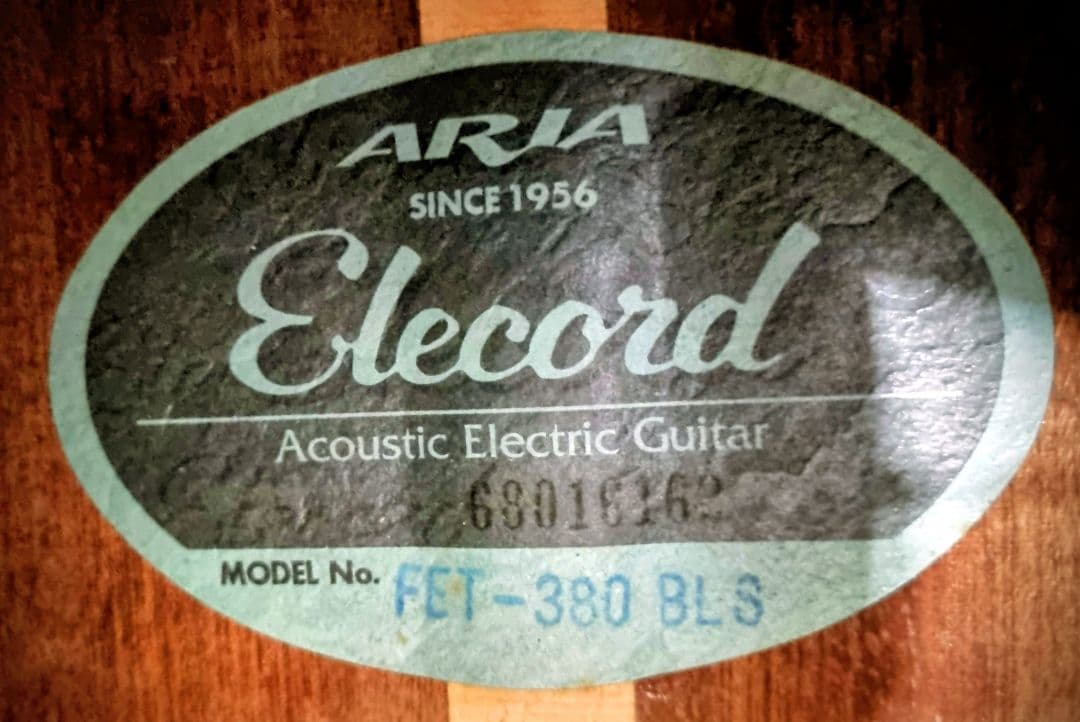 ARIA
SINCE 1956
Elecord
Acoustic Electric Guitar
68016162
MODEL No. FET-380 BLS